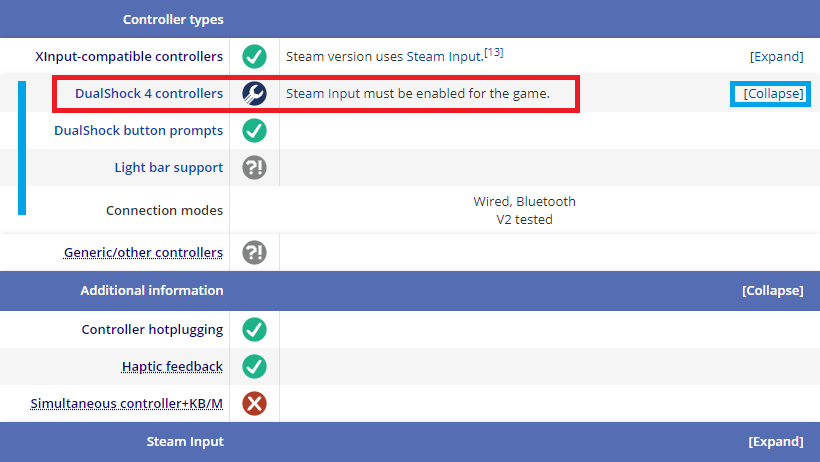 Controller types
XInput-compatible controllers Steam version uses Steam Input.[13] [Expand]
DualShock 4 controllers Steam Input must be enabled for the game. [Collapse]
DualShock button prompts
Light bar support ?!
Connection modes Wired, Bluetooth
V2 tested
Generic/other controllers ?!
Additional information [Collapse]
Controller hotplugging
Haptic feedback
Simultaneous controller+KB/M
Steam Input [Expand]